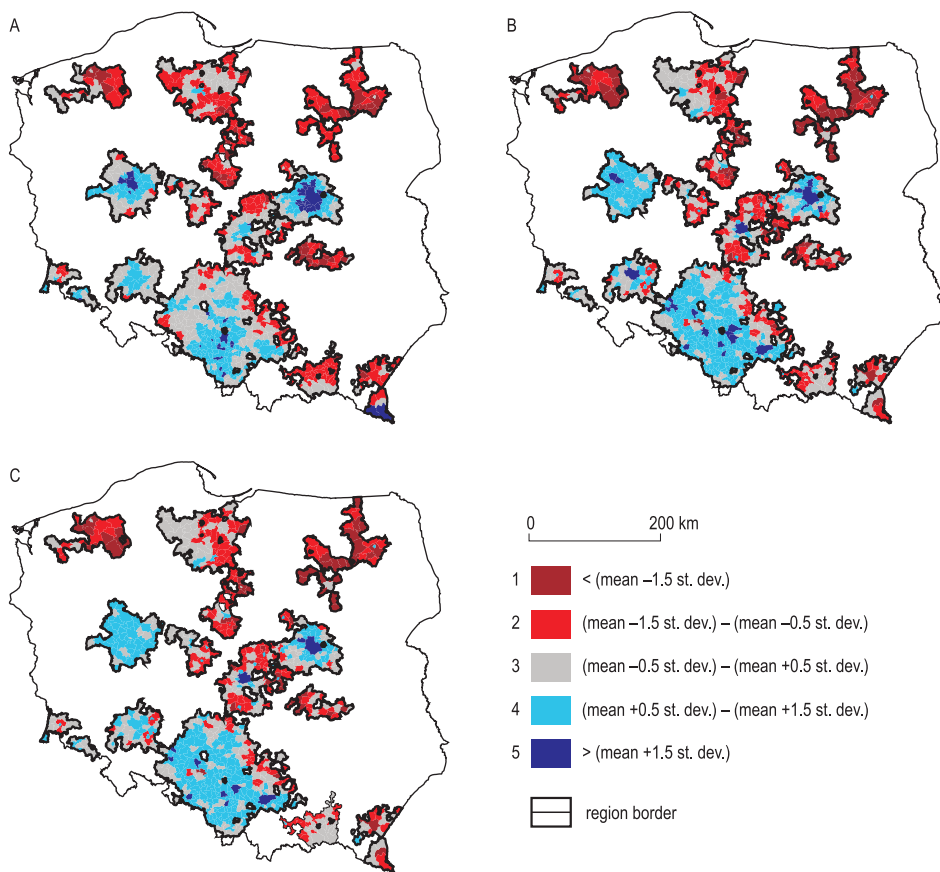 A
B
C
0 200 km
1 < (mean –1.5 st. dev.)
2 (mean –1.5 st. dev.) – (mean –0.5 st. dev.)
3 (mean –0.5 st. dev.) – (mean +0.5 st. dev.)
4 (mean +0.5 st. dev.) – (mean +1.5 st. dev.)
5 > (mean +1.5 st. dev.)
region border